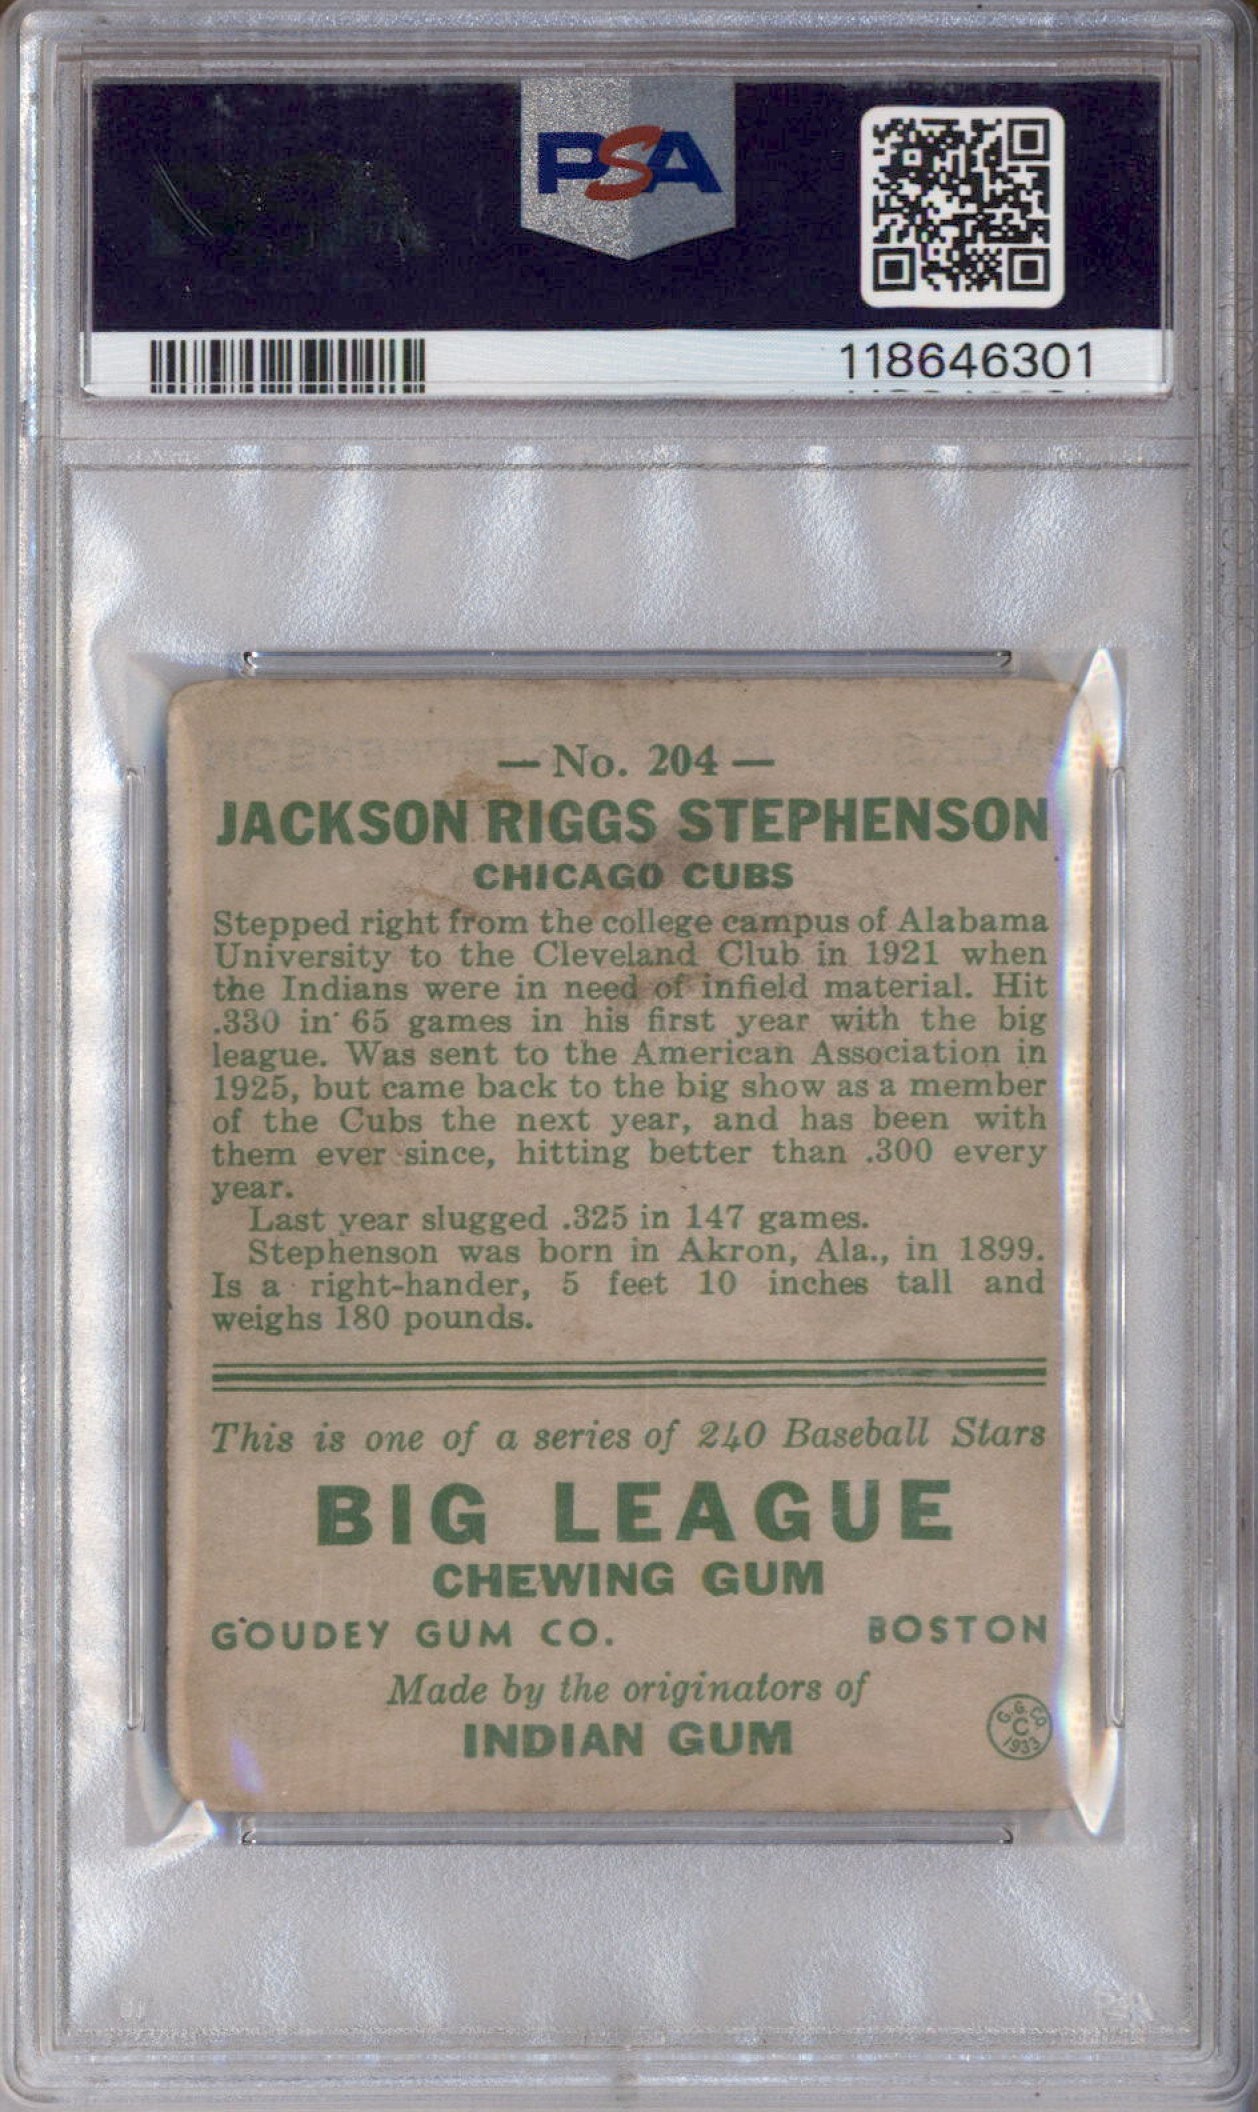 PSA
118646301
— No. 204 —
JACKSON RIGGS STEPHENSON
CHICAGO CUBS
Stepped right from the college campus of Alabama
University to the Cleveland Club in 1921 when
the Indians were in need of infield material. Hit
.330 in 65 games in his first year with the big
league. Was sent to the American Association in
1925, but came back to the big show as a member
of the Cubs the next year, and has been with
them ever since, hitting better than .300 every
year.
Last year slugged .325 in 147 games.
Stephenson was born in Akron, Ala., in 1899.
Is a right-hander, 5 feet 10 inches tall and
weighs 180 pounds.
This is one of a series of 240 Baseball Stars
BIG LEAGUE
CHEWING GUM
GOUDEY GUM CO. BOSTON
Made by the originators of
INDIAN GUM
G. G. CO.
C
1933